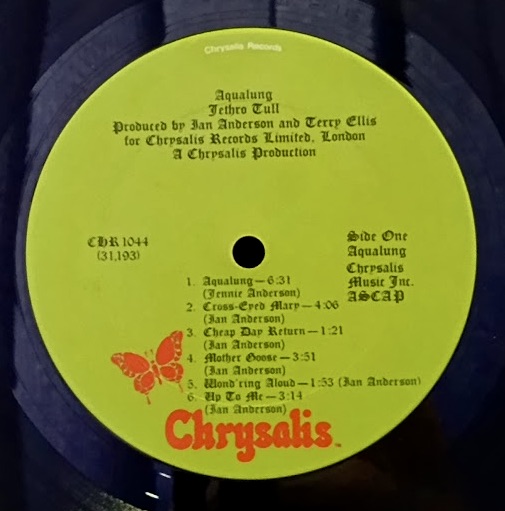 Chrysalis Records
Aqualung
Jethro Tull
Produced by Ian Anderson and Terry Ellis
for Chrysalis Records Limited, London
A Chrysalis Production
CHR 1044
(31,193)
Side One
Aqualung
Chrysalis
Music Inc.
ASCAP
1. Aqualung—6:31
(Jennie Anderson)
2. Cross-Eyed Mary—4:06
(Ian Anderson)
3. Cheap Day Return—1:21
(Ian Anderson)
4. Mother Goose—3:51
(Ian Anderson)
5. Wond'ring Aloud—1:53 (Ian Anderson)
6. Up To Me—3:14
(Ian Anderson)
Chrysalis™